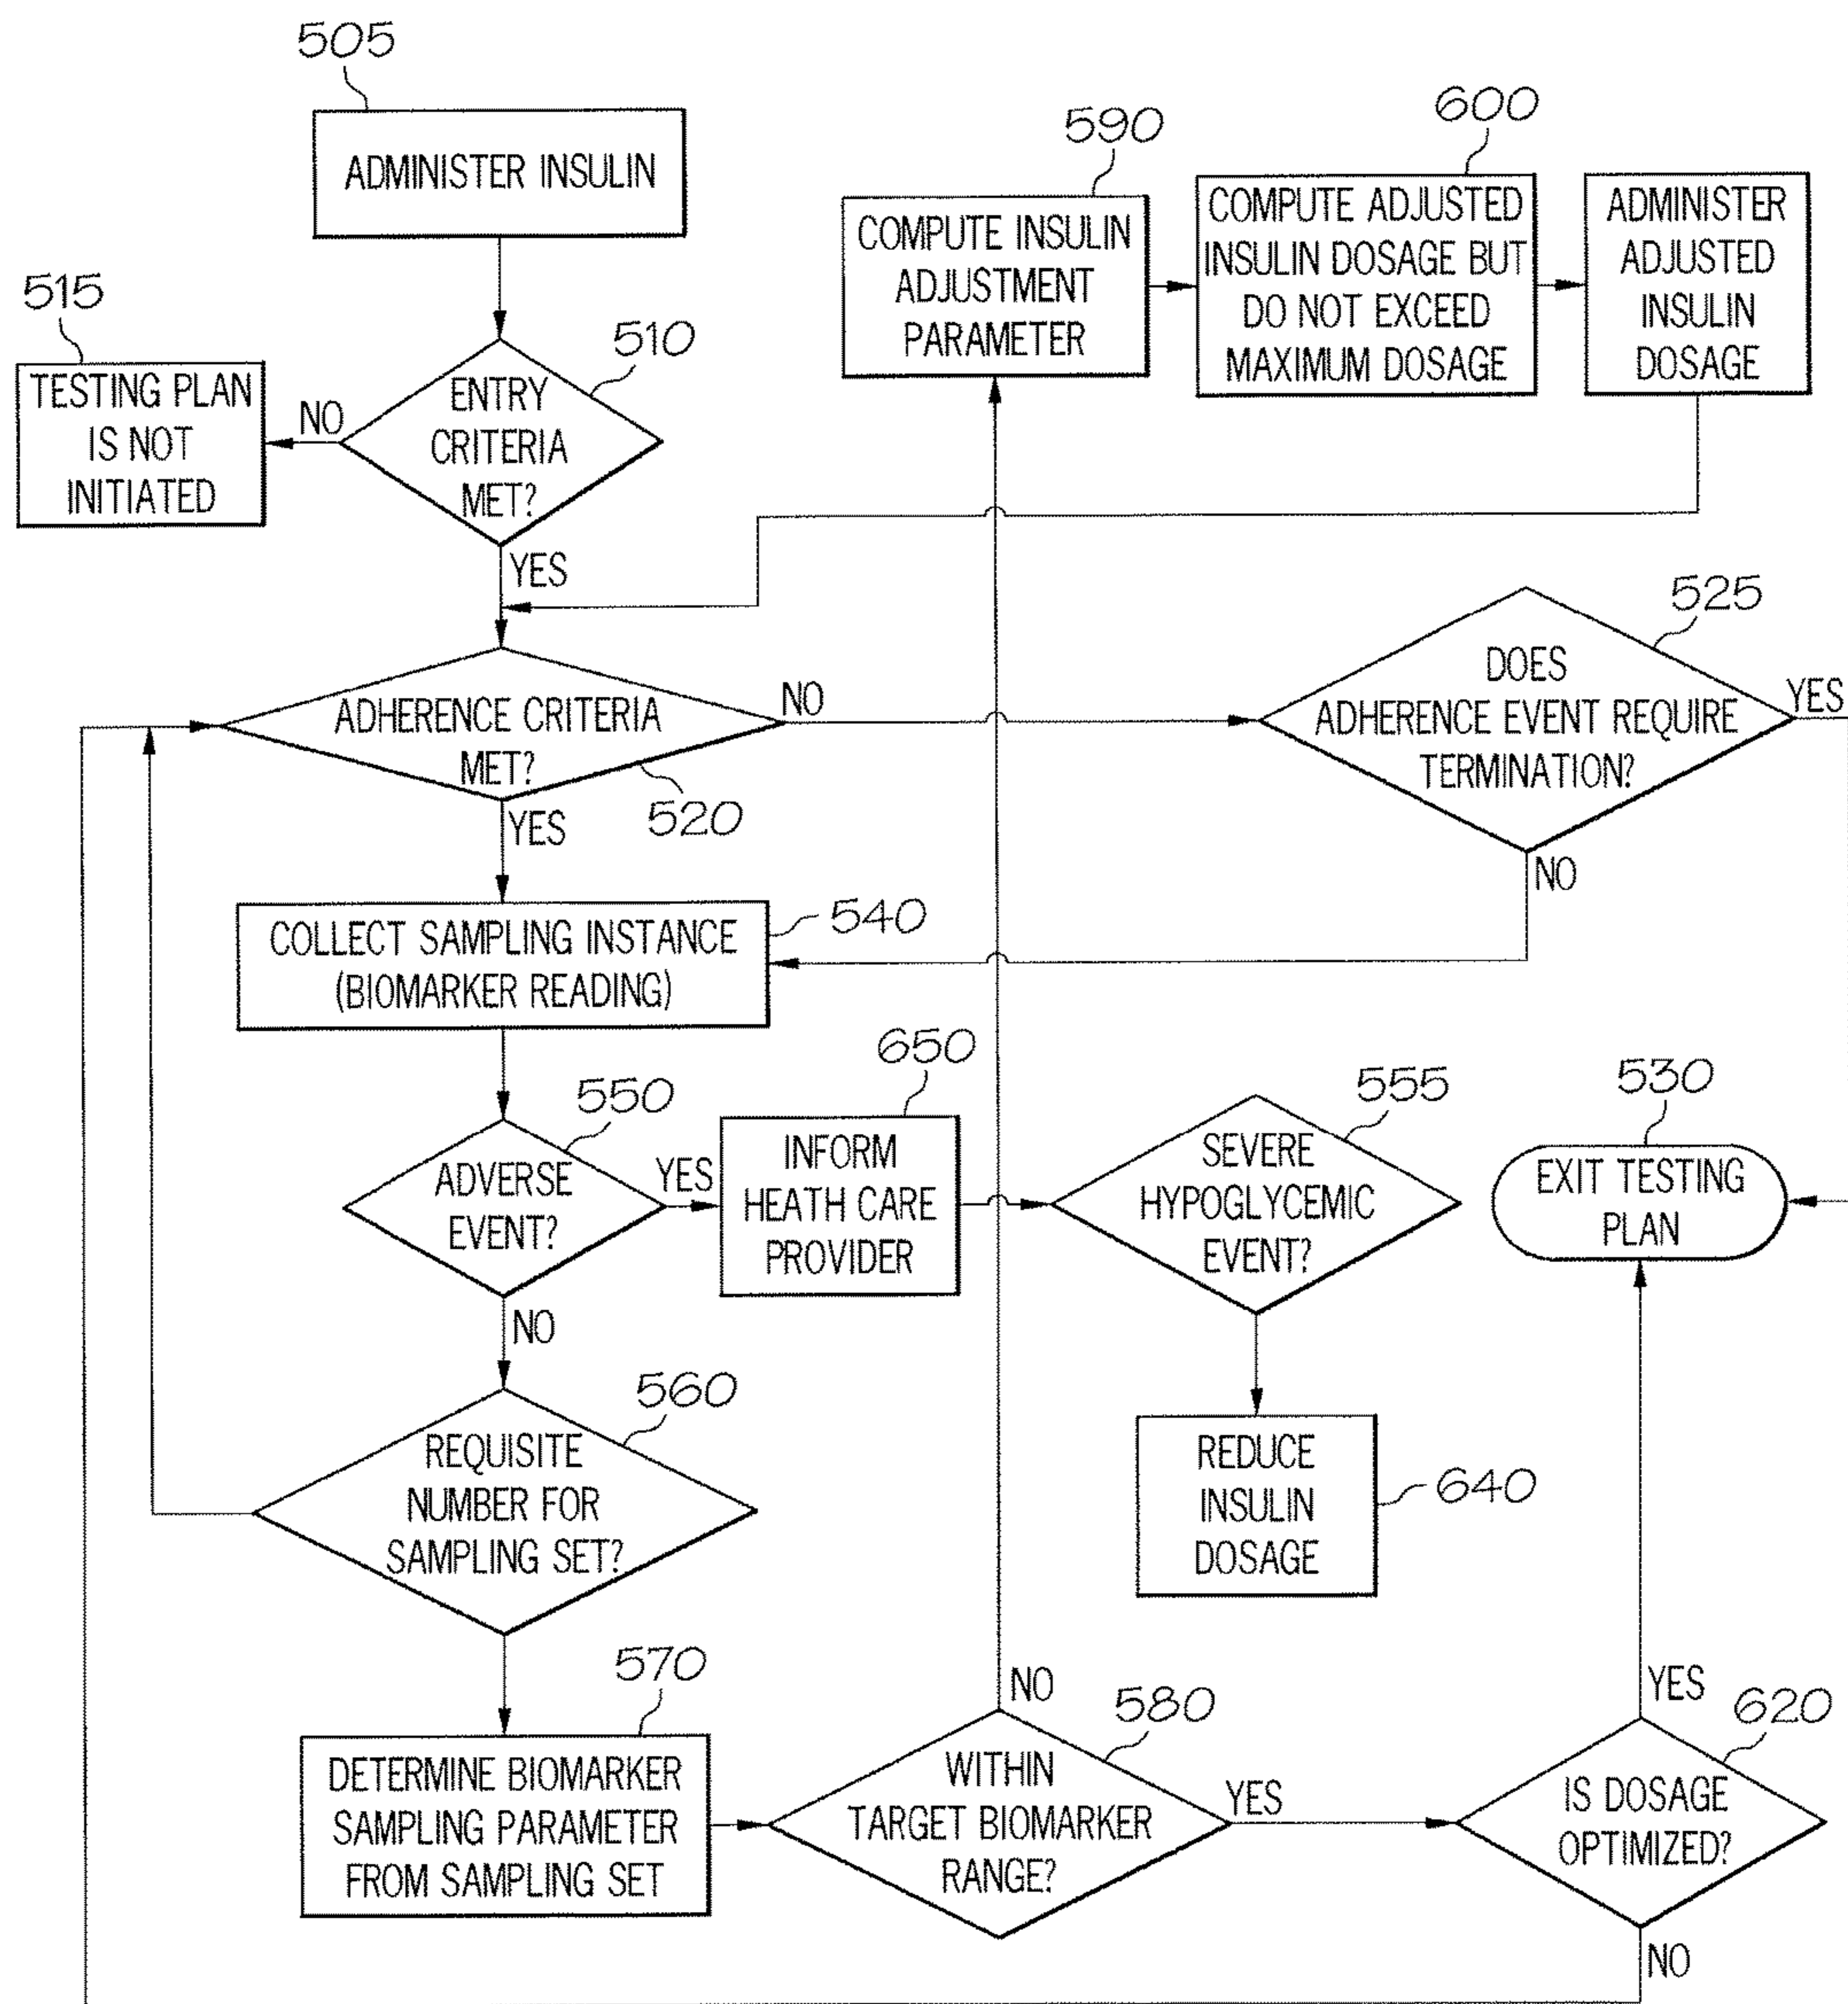 505
ADMINISTER INSULIN
515
TESTING PLAN
IS NOT
INITIATED
NO
510
ENTRY
CRITERIA
MET?
YES
590
COMPUTE INSULIN
ADJUSTMENT
PARAMETER
600
COMPUTE ADJUSTED
INSULIN DOSAGE BUT
DO NOT EXCEED
MAXIMUM DOSAGE
ADMINISTER
ADJUSTED
INSULIN
DOSAGE
ADHERENCE CRITERIA
MET?
NO
520
YES
525
DOES
ADHERENCE EVENT REQUIRE
TERMINATION?
YES
NO
COLLECT SAMPLING INSTANCE
(BIOMARKER READING)
540
550
ADVERSE
EVENT?
YES
NO
650
INFORM
HEATH CARE
PROVIDER
555
SEVERE
HYPOGLYCEMIC
EVENT?
530
EXIT TESTING
PLAN
560
REQUISITE
NUMBER FOR
SAMPLING SET?
REDUCE
INSULIN
DOSAGE
640
570
DETERMINE BIOMARKER
SAMPLING PARAMETER
FROM SAMPLING SET
NO
580
WITHIN
TARGET BIOMARKER
RANGE?
YES
YES
620
IS DOSAGE
OPTIMIZED?
NO